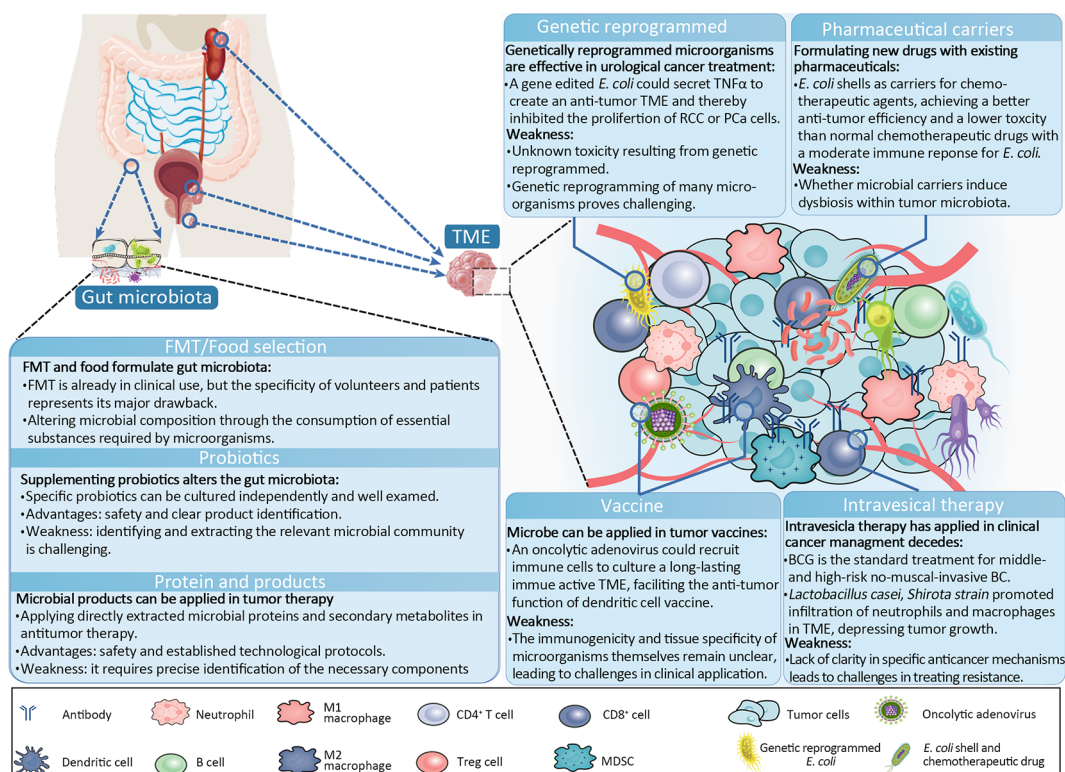 Genetic reprogrammed
Genetically reprogrammed microorganisms
are effective in urological cancer treatment:
•A gene edited E. coli could secret TNFα to
create an anti-tumor TME and thereby
inhibited the prolifertion of RCC or PCa cells.
Weakness:
•Unknown toxicity resulting from genetic
reprogrammed.
•Genetic reprogramming of many micro-
organisms proves challenging.
Pharmaceutical carriers
Formulating new drugs with existing
pharmaceuticals:
•E. coli shells as carriers for chemo-
therapeutic agents, achieving a better
anti-tumor efficiency and a lower toxcity
than normal chemotherapeutic drugs with
a moderate immune reponse for E. coli.
Weakness:
•Whether microbial carriers induce
dysbiosis within tumor microbiota.
TME
Gut microbiota
FMT/Food selection
FMT and food formulate gut microbiota:
•FMT is already in clinical use, but the specificity of volunteers and patients
represents its major drawback.
•Altering microbial composition through the consumption of essential
substances required by microorganisms.
Probiotics
Supplementing probiotics alters the gut microbiota:
•Specific probiotics can be cultured independently and well examed.
•Advantages: safety and clear product identification.
•Weakness: identifying and extracting the relevant microbial community
is challenging.
Protein and products
Microbial products can be applied in tumor therapy
•Applying directly extracted microbial proteins and secondary metabolites in
antitumor therapy.
•Advantages: safety and established technological protocols.
•Weakness: it requires precise identification of the necessary components
Vaccine
Microbe can be applied in tumor vaccines:
•An oncolytic adenovirus could recruit
immune cells to culture a long-lasting
immue active TME, faciliting the anti-tumor
function of dendritic cell vaccine.
Weakness:
•The immunogenicity and tissue specificity of
microorganisms themselves remain unclear,
leading to challenges in clinical application.
Intravesical therapy
Intravesicla therapy has applied in clinical
cancer managment decedes:
•BCG is the standard treatment for middle-
and high-risk no-muscal-invasive BC.
•Lactobacillus casei, Shirota strain promoted
infiltration of neutrophils and macrophages
in TME, depressing tumor growth.
Weakness:
•Lack of clarity in specific anticancer mechanisms
leads to challenges in treating resistance.
Antibody
Neutrophil
M1
macrophage
CD4⁺ T cell
CD8⁺ cell
Tumor cells
Oncolytic adenovirus
Dendritic cell
B cell
M2
macrophage
Treg cell
MDSC
Genetic reprogrammed
E. coli
E. coli shell and
chemotherapeutic drug